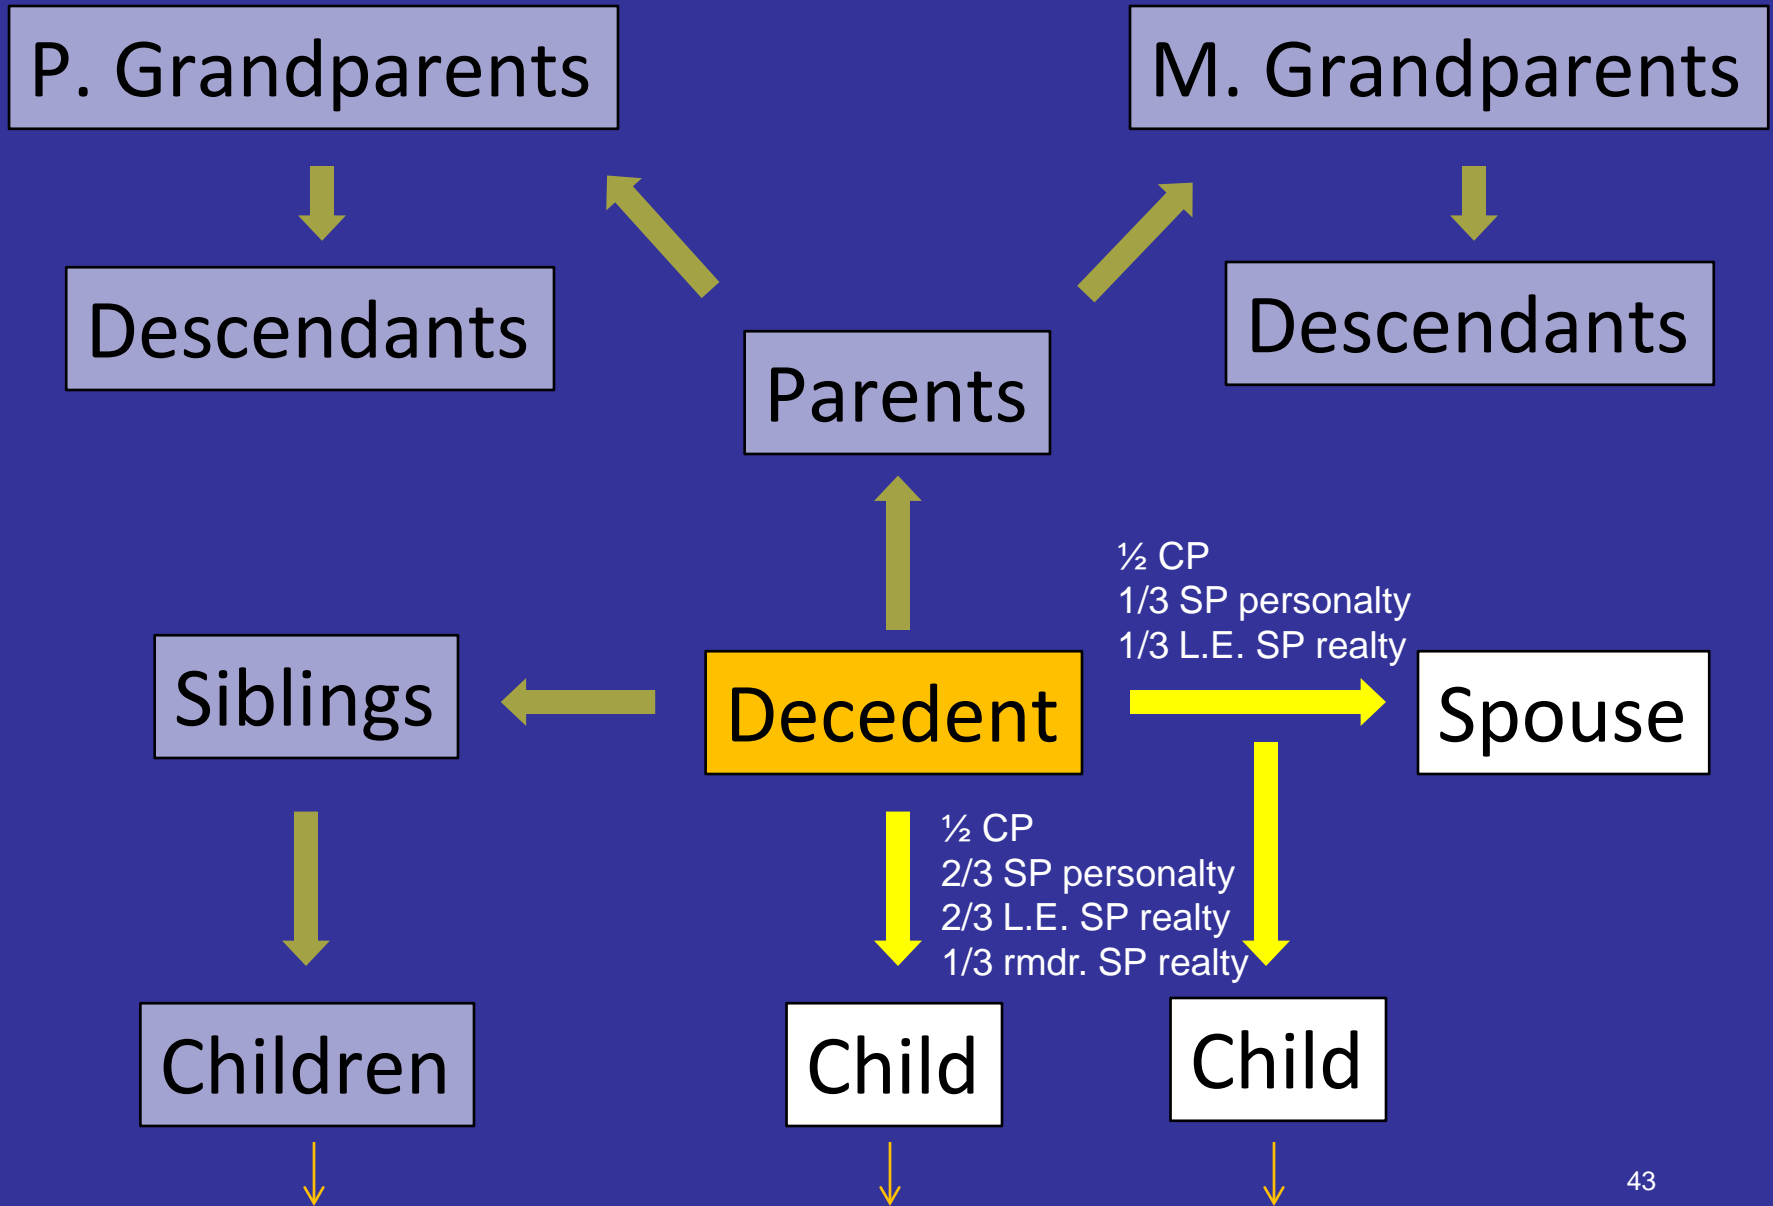 P. Grandparents
M. Grandparents
Descendants
Descendants
Parents
½ CP
1/3 SP personalty
1/3 L.E. SP realty
Siblings
Decedent
Spouse
½ CP
2/3 SP personalty
2/3 L.E. SP realty
1/3 rmdr. SP realty
Children
Child
Child
43